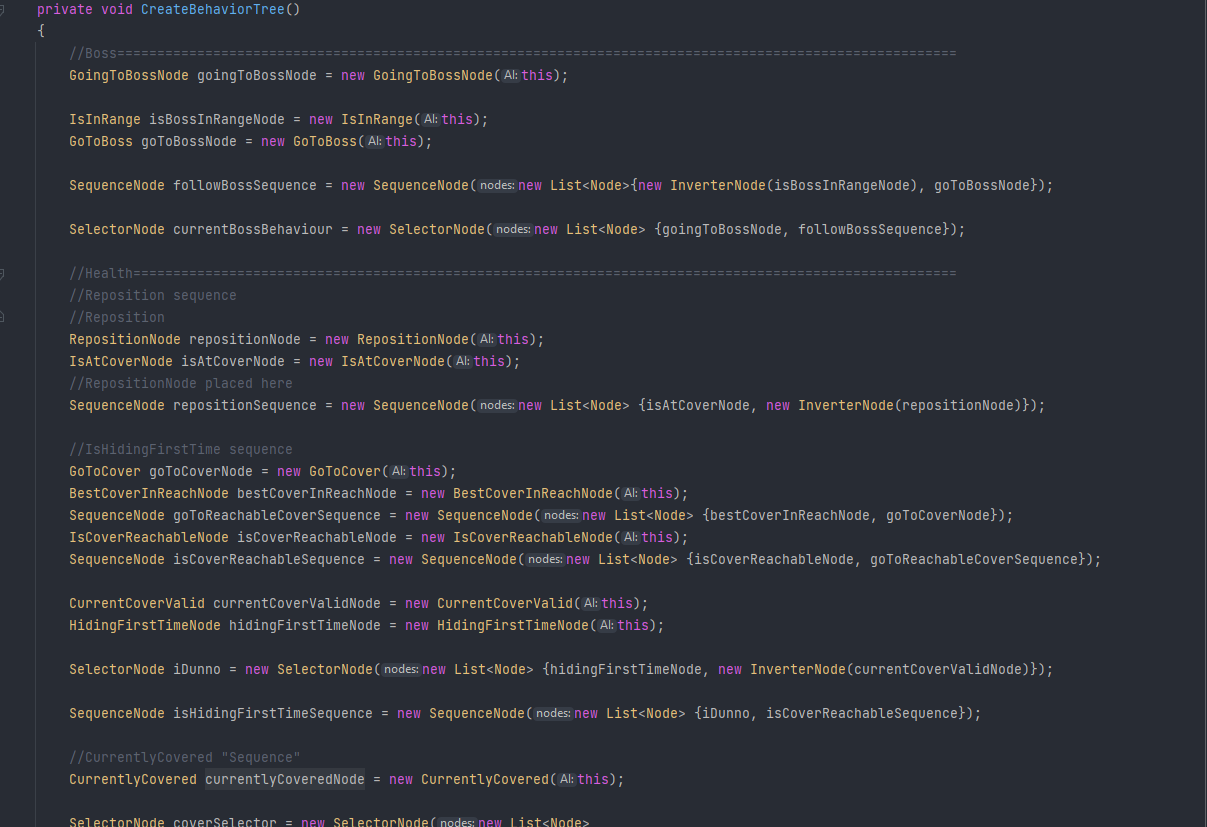 private void CreateBehaviorTree()
{
//Boss=========================================================================================================
GoingToBossNode goingToBossNode = new GoingToBossNode( AI: this);
IsInRange isBossInRangeNode = new IsInRange( AI: this);
GoToBoss goToBossNode = new GoToBoss( AI: this);
SequenceNode followBossSequence = new SequenceNode( nodes: new List<Node>{new InverterNode(isBossInRangeNode), goToBossNode});
SelectorNode currentBossBehaviour = new SelectorNode( nodes: new List<Node> {goingToBossNode, followBossSequence});
//Health=======================================================================================================
//Reposition sequence
//Reposition
RepositionNode repositionNode = new RepositionNode( AI: this);
IsAtCoverNode isAtCoverNode = new IsAtCoverNode( AI: this);
//RepositionNode placed here
SequenceNode repositionSequence = new SequenceNode( nodes: new List<Node> {isAtCoverNode, new InverterNode(repositionNode)});
//IsHidingFirstTime sequence
GoToCover goToCoverNode = new GoToCover( AI: this);
BestCoverInReachNode bestCoverInReachNode = new BestCoverInReachNode( AI: this);
SequenceNode goToReachableCoverSequence = new SequenceNode( nodes: new List<Node> {bestCoverInReachNode, goToCoverNode});
IsCoverReachableNode isCoverReachableNode = new IsCoverReachableNode( AI: this);
SequenceNode isCoverReachableSequence = new SequenceNode( nodes: new List<Node> {isCoverReachableNode, goToReachableCoverSequence});
CurrentCoverValid currentCoverValidNode = new CurrentCoverValid( AI: this);
HidingFirstTimeNode hidingFirstTimeNode = new HidingFirstTimeNode( AI: this);
SelectorNode iDunno = new SelectorNode( nodes: new List<Node> {hidingFirstTimeNode, new InverterNode(currentCoverValidNode)});
SequenceNode isHidingFirstTimeSequence = new SequenceNode( nodes: new List<Node> {iDunno, isCoverReachableSequence});
//CurrentlyCovered "Sequence"
CurrentlyCovered currentlyCoveredNode = new CurrentlyCovered( AI: this);
SelectorNode coverSelector = new SelectorNode( nodes: new List<Node>